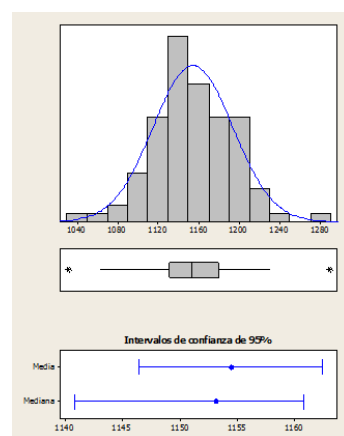 1040 1080 1120 1160 1200 1240 1280
Intervalos de confianza de 95%
Media
Mediana
1140 1145 1150 1155 1160